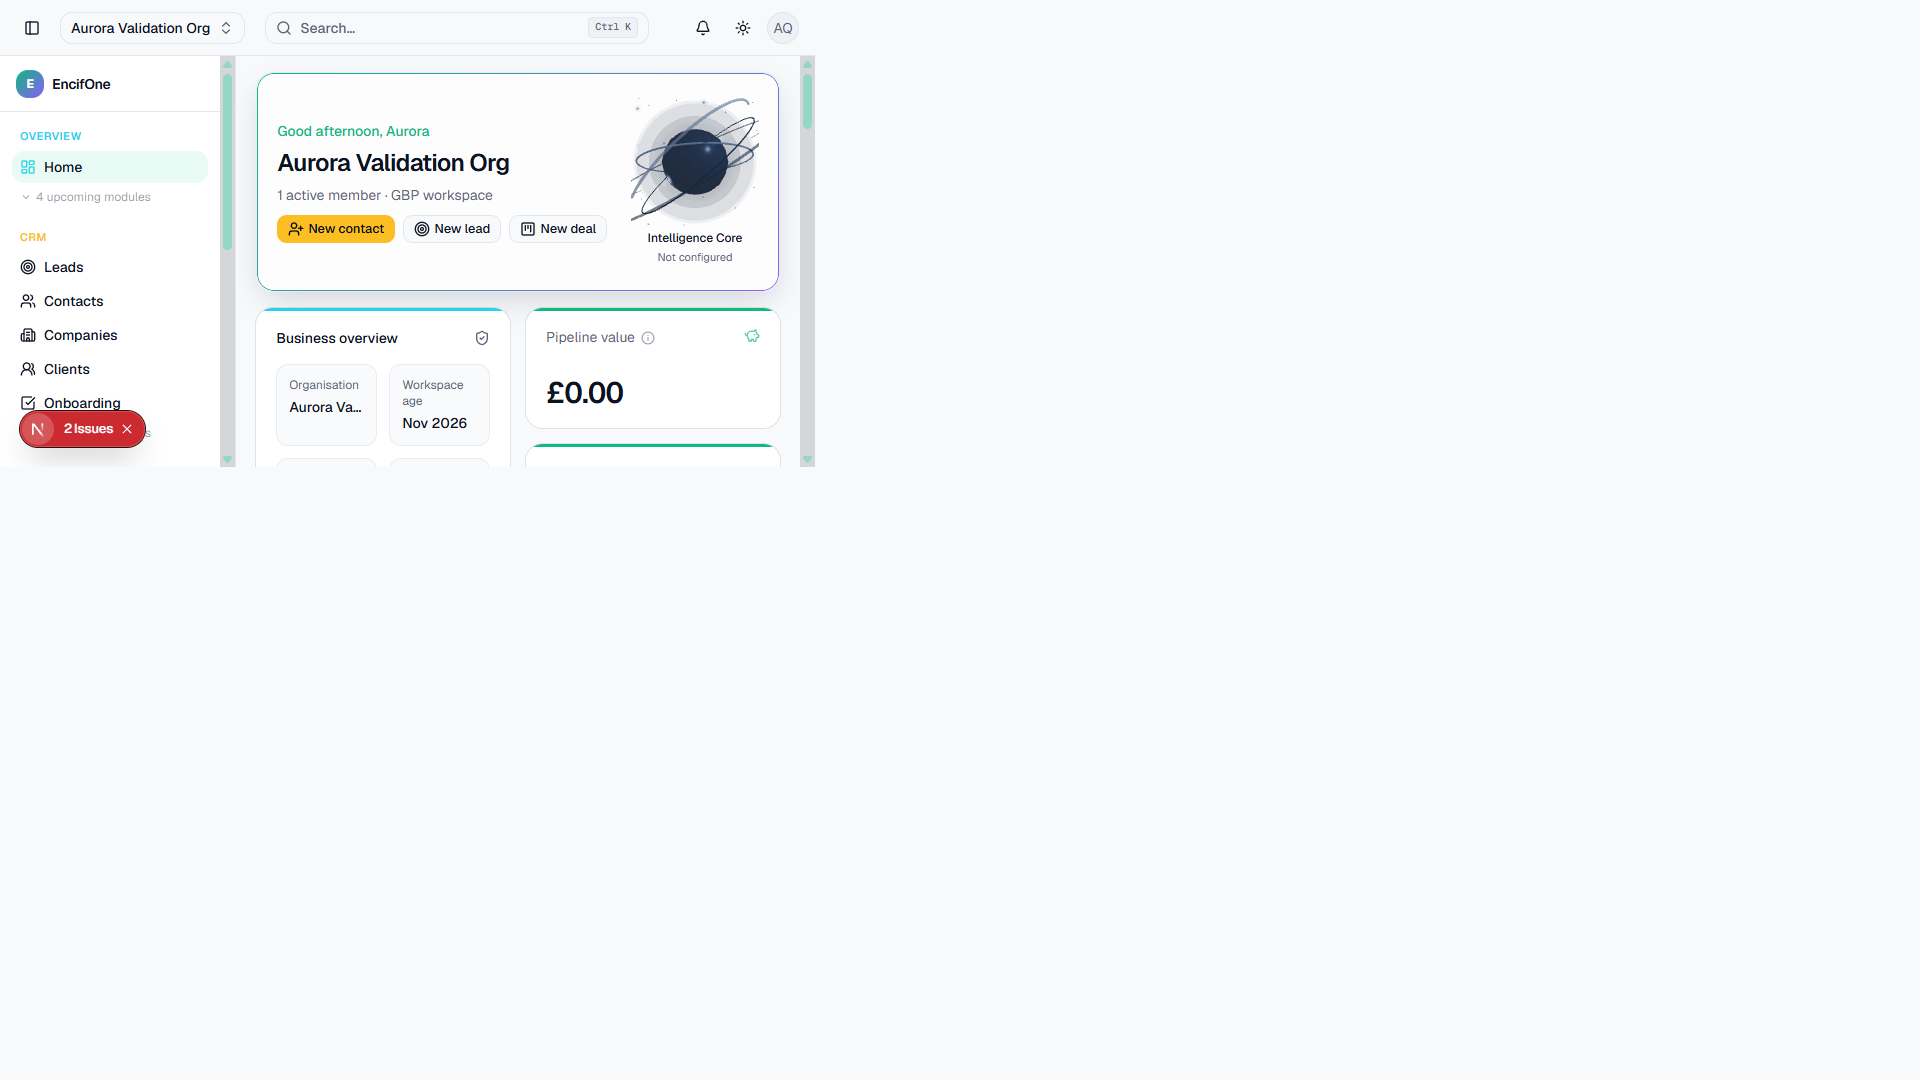 Aurora Validation Org
Search...
Ctrl K
AQ
E
EncifOne
OVERVIEW
Home
4 upcoming modules
CRM
Leads
Contacts
Companies
Clients
Onboarding
N
2 Issues
s
Good afternoon, Aurora
Aurora Validation Org
1 active member · GBP workspace
New contact
New lead
New deal
Intelligence Core
Not configured
Business overview
Organisation
Aurora Va...
Workspace
age
Nov 2026
Pipeline value
£0.00